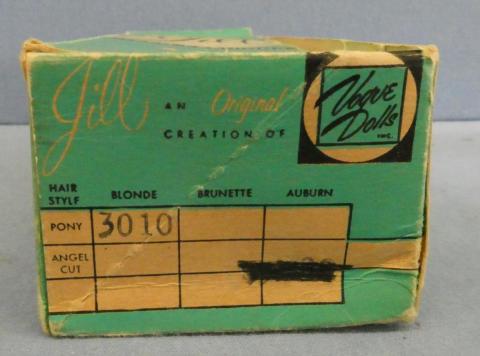 Jill AN Original
CREATION OF
Vogue
Dolls
INC.
HAIR
STYLE BLONDE BRUNETTE AUBURN
PONY 3010
ANGEL
CUT